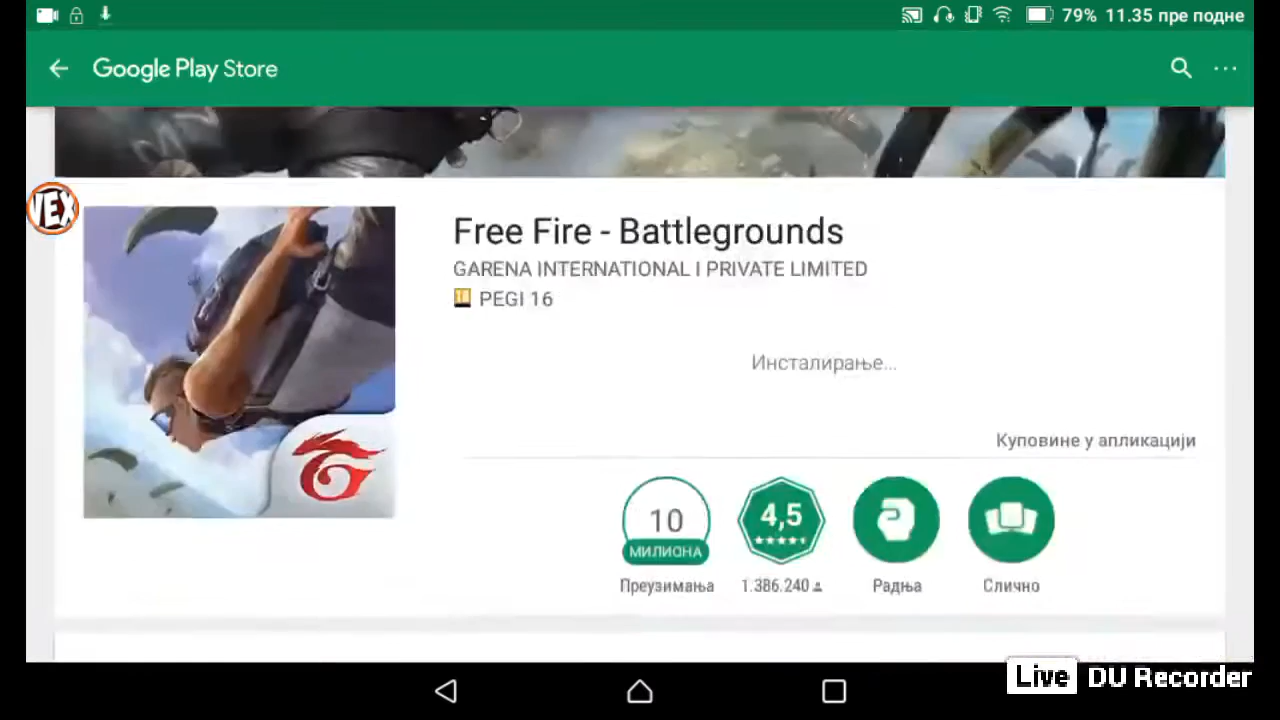 79% 11.35 пре подне
Google Play Store
VEX
Free Fire - Battlegrounds
GARENA INTERNATIONAL I PRIVATE LIMITED
PEGI 16
Инсталирање...
Куповине у апликацији
10
МИЛИОНА
4,5
Преузимања
1.386.240
Радња
Слично
Live DU Recorder